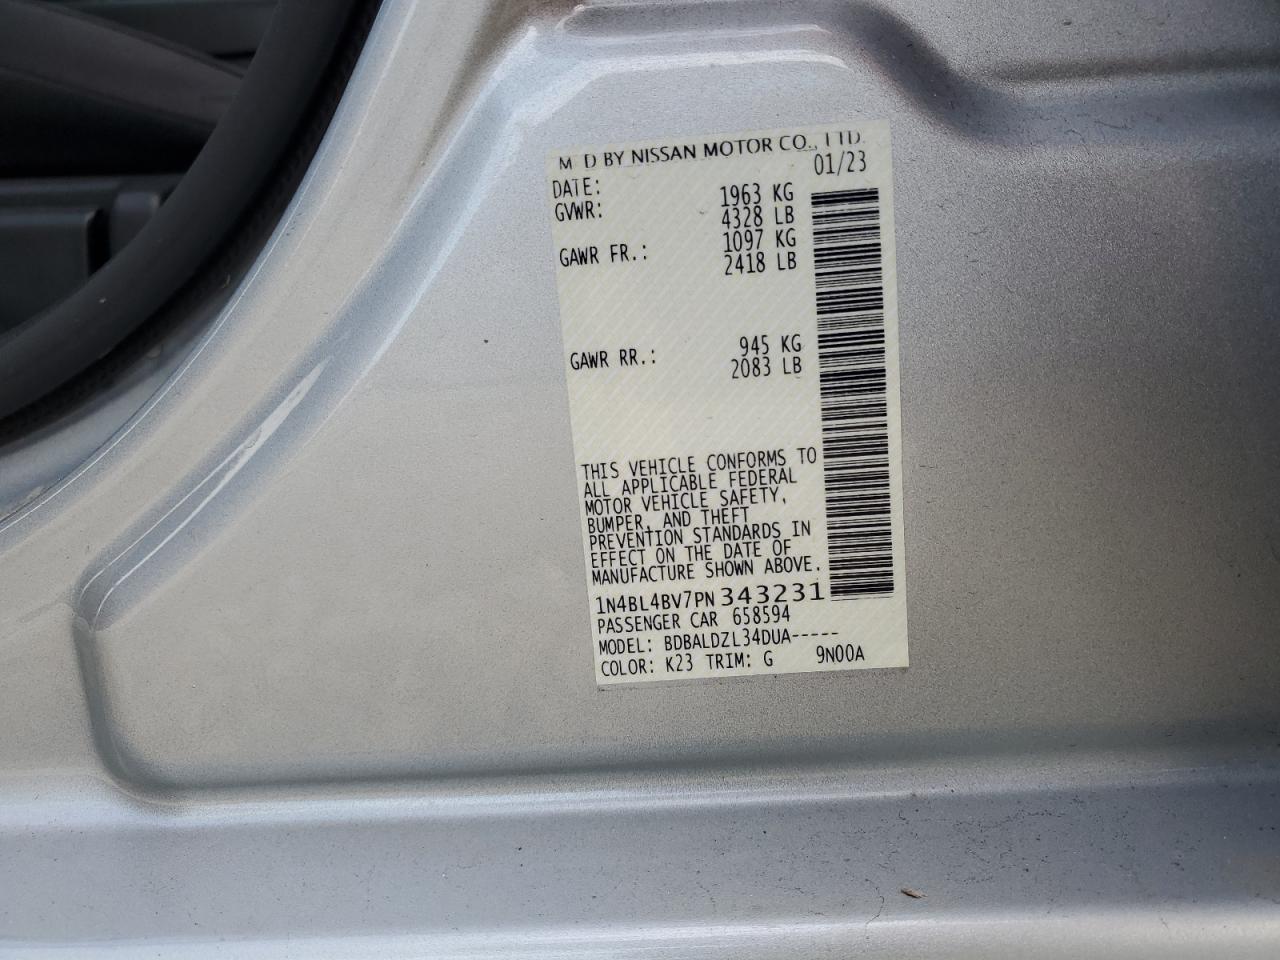 M D BY NISSAN MOTOR CO., LTD.
DATE: 01/23
GVWR: 1963 KG
4328 LB
GAWR FR.: 1097 KG
2418 LB
GAWR RR.: 945 KG
2083 LB
THIS VEHICLE CONFORMS TO
ALL APPLICABLE FEDERAL
MOTOR VEHICLE SAFETY,
BUMPER, AND THEFT
PREVENTION STANDARDS IN
EFFECT ON THE DATE OF
MANUFACTURE SHOWN ABOVE.
1N4BL4BV7PN343231
PASSENGER CAR 658594
MODEL: BDBALDZL34DUA-----
COLOR: K23 TRIM: G 9N00A